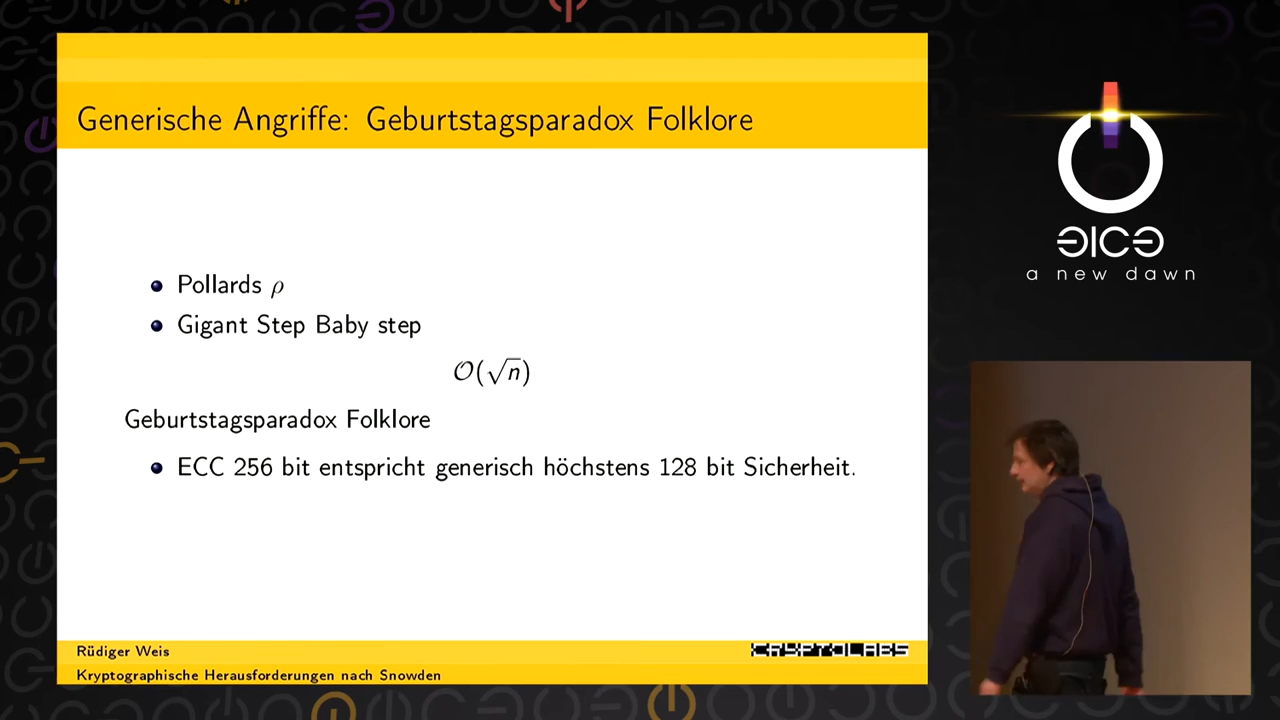 Generische Angriffe: Geburtstagsparadox Folklore
Pollards ρ
Gigant Step Baby step
O(√n)
Geburtstagsparadox Folklore
ECC 256 bit entspricht generisch höchstens 128 bit Sicherheit.
Rüdiger Weis
CRYPTOLABS
Kryptographische Herausforderungen nach Snowden
31C3
a new dawn